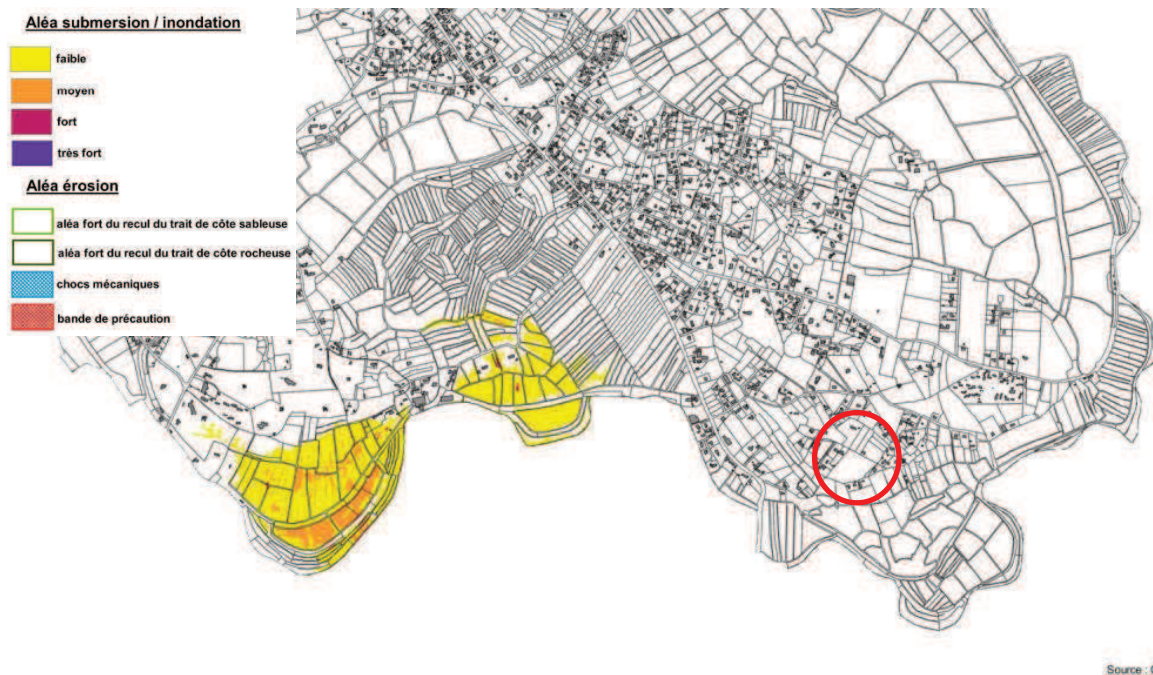 Aléa submersion / inondation
faible
moyen
fort
très fort
Aléa érosion
aléa fort du recul du trait de côte sableuse
aléa fort du recul du trait de côte rocheuse
chocs mécaniques
bande de précaution
Source :